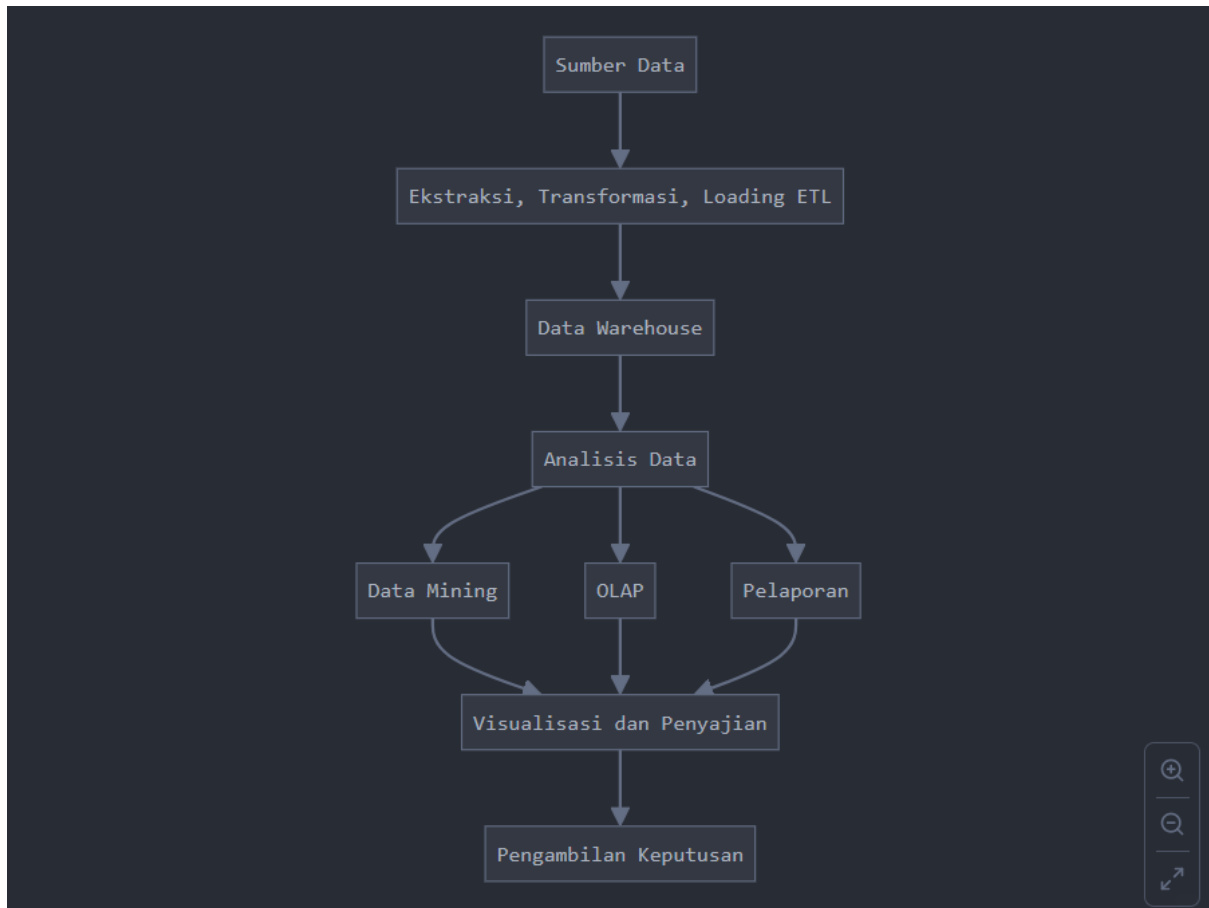 Sumber Data
Ekstraksi, Transformasi, Loading ETL
Data Warehouse
Analisis Data
Data Mining
OLAP
Pelaporan
Visualisasi dan Penyajian
Pengambilan Keputusan